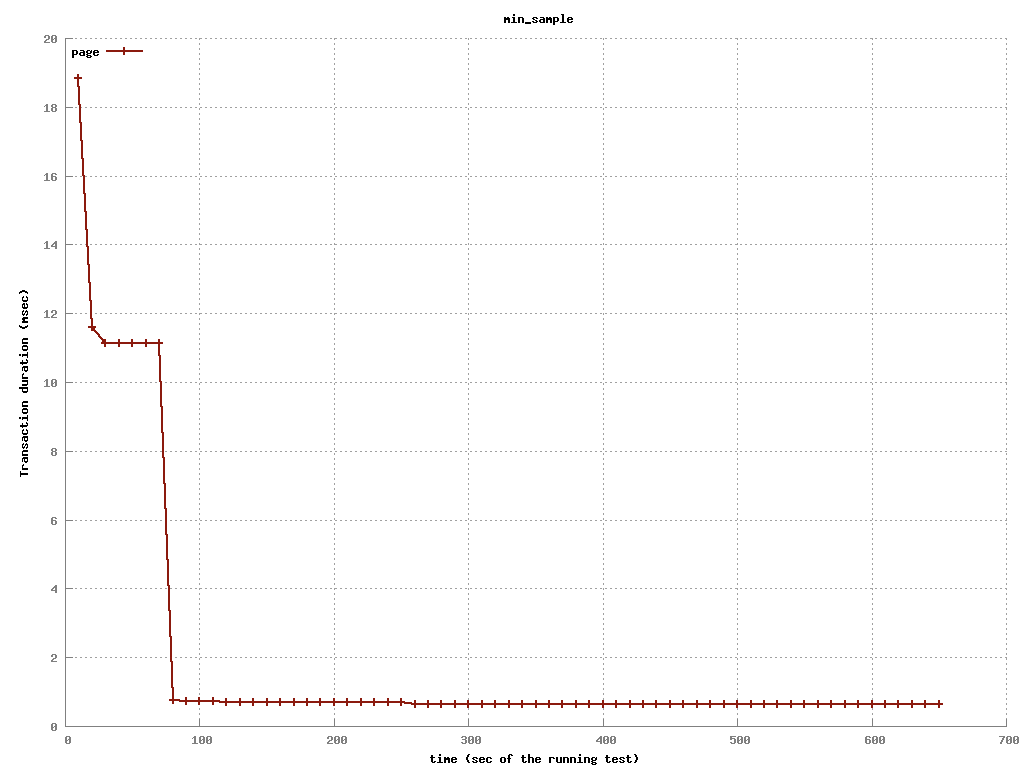 min_sample
page
20
18
16
14
12
10
8
6
4
2
0
Transaction duration (msec)
0 100 200 300 400 500 600 700
time (sec of the running test)